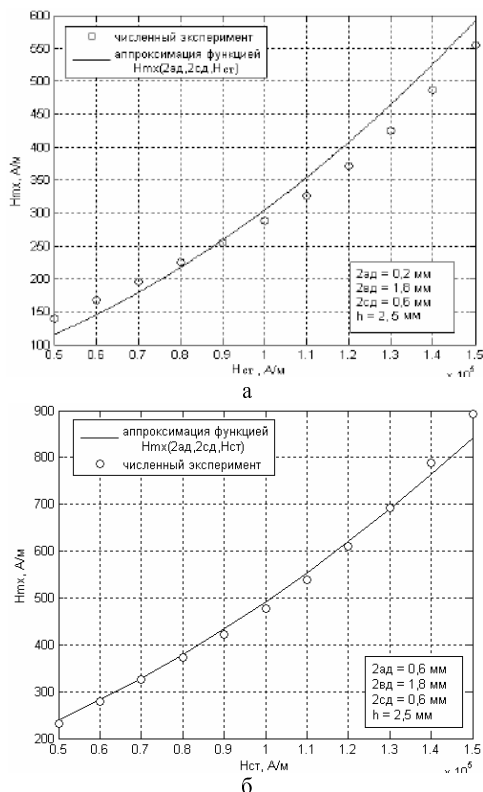 600
550
500
450
400
350
300
250
200
150
100
Hmx, А/м
численный эксперимент
аппроксимация функцией
Hmx(2ад,2сд,Нст)
2ад = 0,2 мм
2вд = 1,8 мм
2сд = 0,6 мм
h = 2,5 мм
0.5 0.6 0.7 0.8 0.9 1 1.1 1.2 1.3 1.4 1.5
Нст , А/м
x 10^5
а
900
800
700
600
500
400
300
200
Hmx, А/м
аппроксимация функцией
Hmx(2ад,2сд,Нст)
численный эксперимент
2ад = 0,6 мм
2вд = 1,8 мм
2сд = 0,6 мм
h = 2,5 мм
0.5 0.6 0.7 0.8 0.9 1 1.1 1.2 1.3 1.4 1.5
Нст, А/м
x 10^5
б